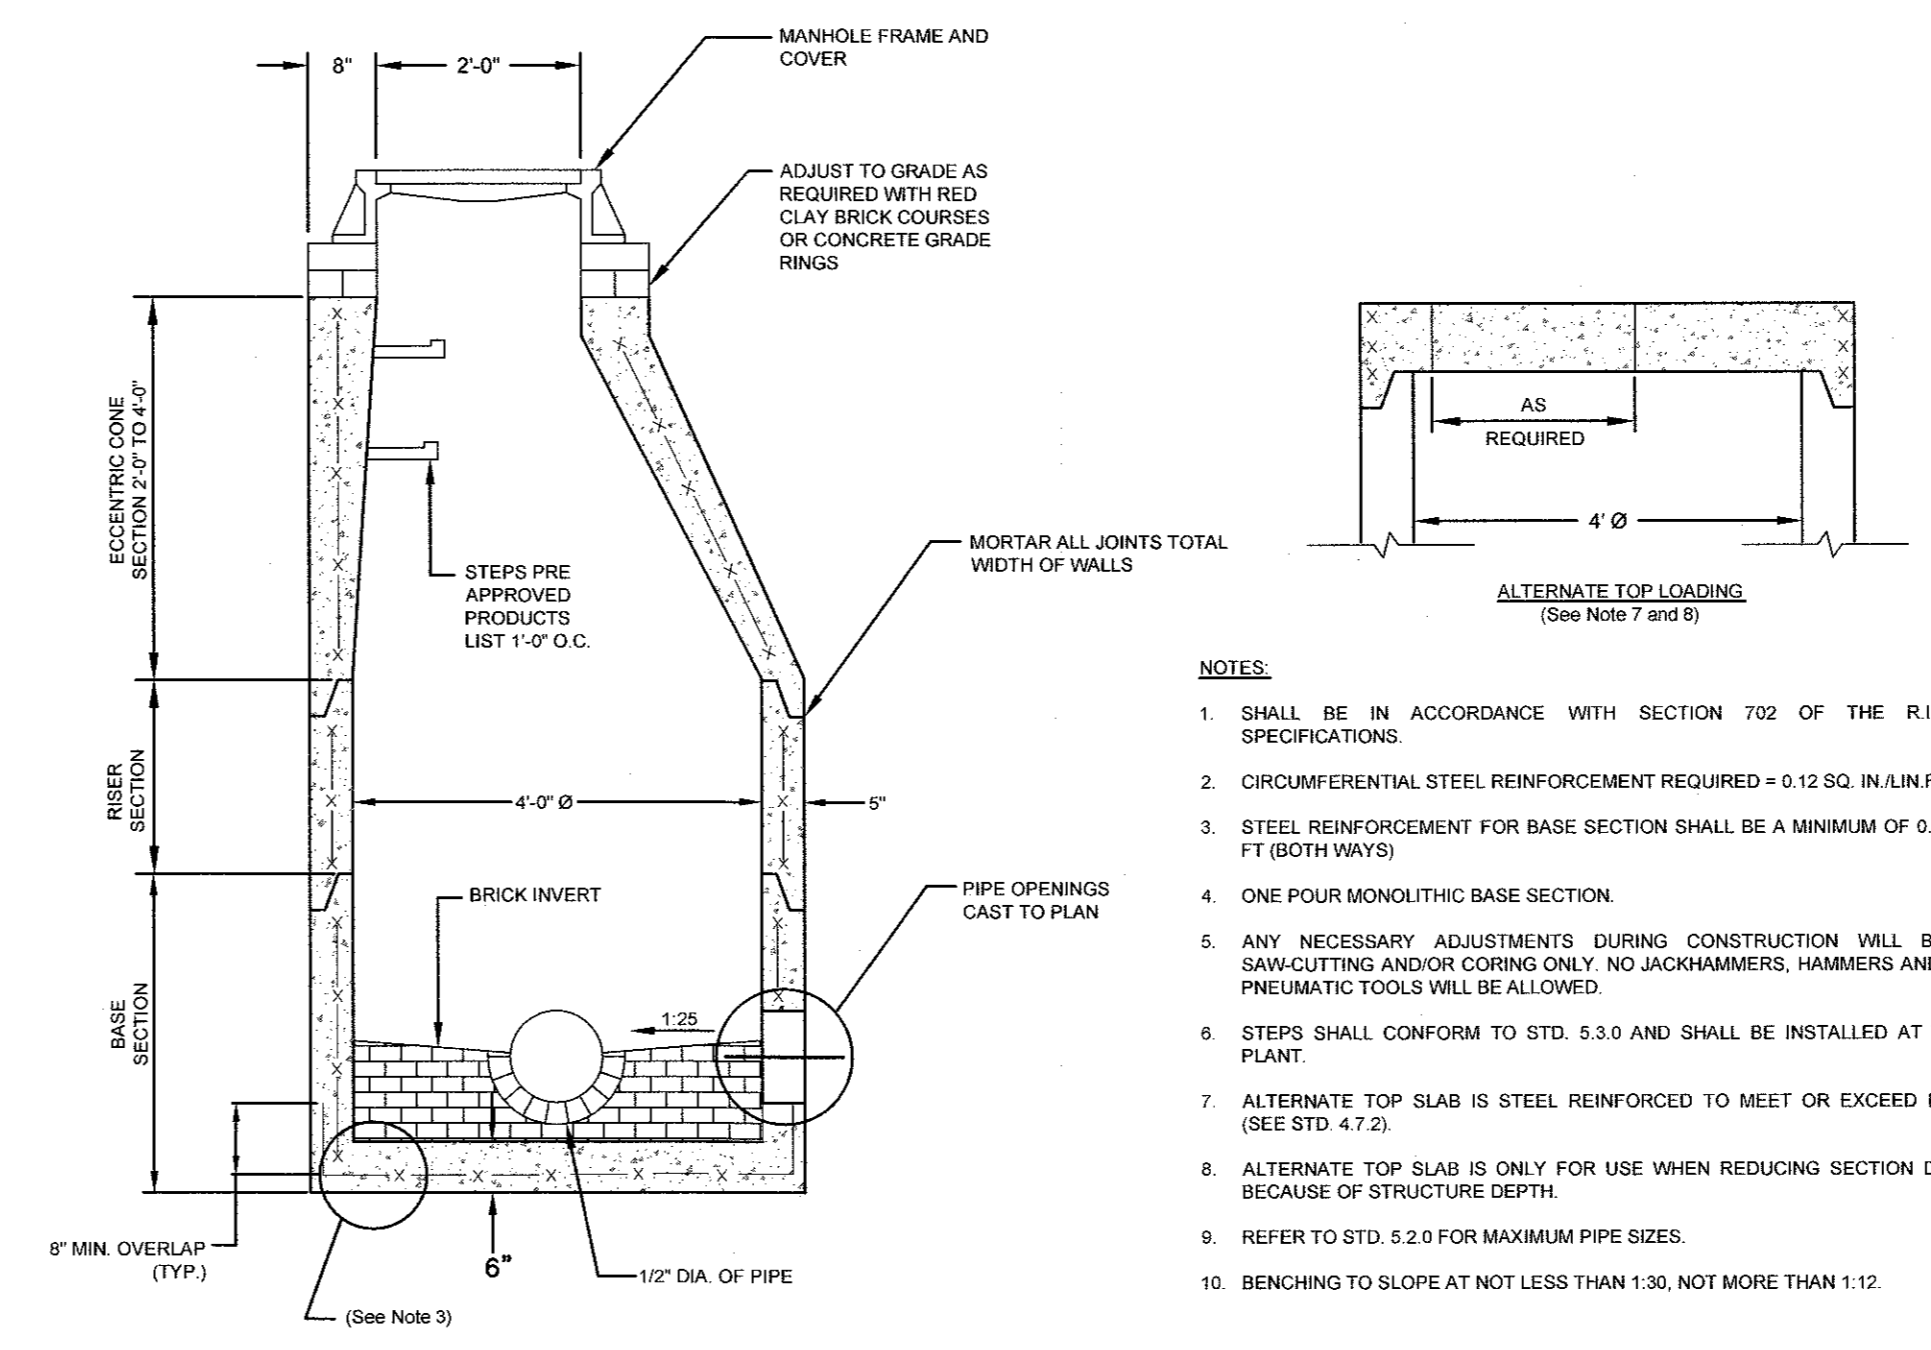 8"
2'-0"
MANHOLE FRAME AND
COVER
ADJUST TO GRADE AS
REQUIRED WITH RED
CLAY BRICK COURSES
OR CONCRETE GRADE
RINGS
ECCENTRIC CONE
SECTION 2'-0" TO 4'-0"
STEPS PRE
APPROVED
PRODUCTS
LIST 1'-0" O.C.
MORTAR ALL JOINTS TOTAL
WIDTH OF WALLS
RISER
SECTION
4'-0" Ø
5"
BRICK INVERT
PIPE OPENINGS
CAST TO PLAN
1:25
BASE
SECTION
8" MIN. OVERLAP
(TYP.)
6"
1/2" DIA. OF PIPE
(See Note 3)
AS
REQUIRED
4' Ø
ALTERNATE TOP LOADING
(See Note 7 and 8)
NOTES:
1. SHALL BE IN ACCORDANCE WITH SECTION 702 OF THE R.I
SPECIFICATIONS.
2. CIRCUMFERENTIAL STEEL REINFORCEMENT REQUIRED = 0.12 SQ. IN./LIN.F
3. STEEL REINFORCEMENT FOR BASE SECTION SHALL BE A MINIMUM OF 0.
FT (BOTH WAYS)
4. ONE POUR MONOLITHIC BASE SECTION.
5. ANY NECESSARY ADJUSTMENTS DURING CONSTRUCTION WILL B
SAW-CUTTING AND/OR CORING ONLY. NO JACKHAMMERS, HAMMERS AN
PNEUMATIC TOOLS WILL BE ALLOWED.
6. STEPS SHALL CONFORM TO STD. 5.3.0 AND SHALL BE INSTALLED AT
PLANT.
7. ALTERNATE TOP SLAB IS STEEL REINFORCED TO MEET OR EXCEED
(SEE STD. 4.7.2).
8. ALTERNATE TOP SLAB IS ONLY FOR USE WHEN REDUCING SECTION D
BECAUSE OF STRUCTURE DEPTH.
9. REFER TO STD. 5.2.0 FOR MAXIMUM PIPE SIZES.
10. BENCHING TO SLOPE AT NOT LESS THAN 1:30, NOT MORE THAN 1:12.